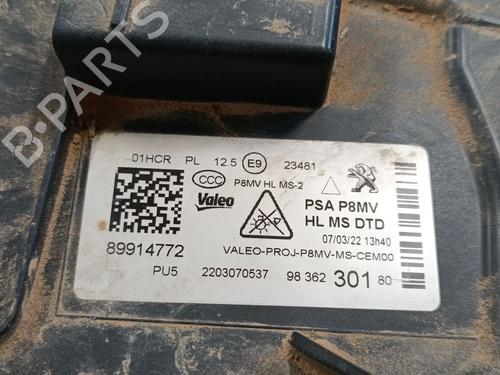 B-PARTS
01HCR PL 12.5 E9 23481
CCC P8MV HL MS-2
Valeo
PSA P8MV
HL MS DTD
07/03/22 13h40
89914772
VALEO-PROJ-P8MV-MS-CEM00
PU5 2203070537 98 362 301 80